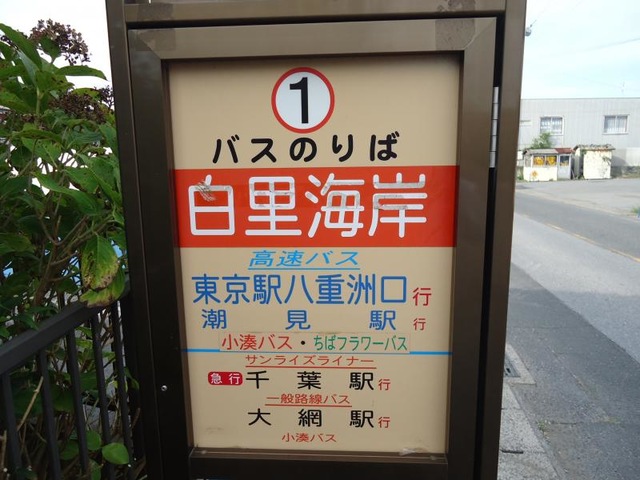 1
バスのりば
白里海岸
高速バス
東京駅八重洲口行
潮見駅行
小湊バス・ちばフラワーバス
サンライズライナー
急行 千葉駅行
一般路線バス
大網駅行
小湊バス